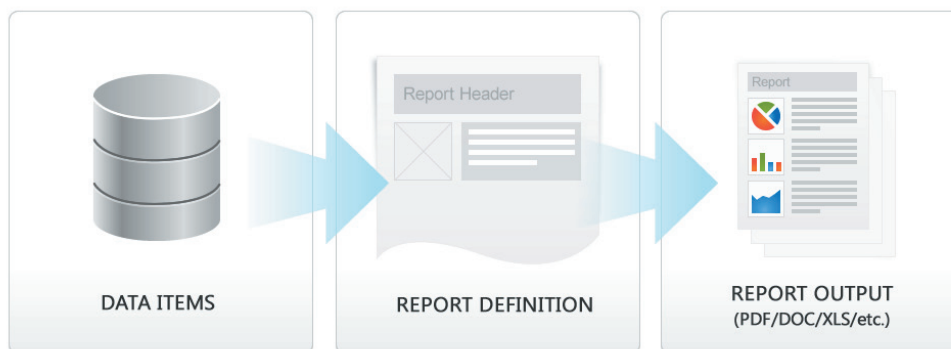 Report Header
Report
DATA ITEMS
REPORT DEFINITION
REPORT OUTPUT
(PDF/DOC/XLS/etc.)